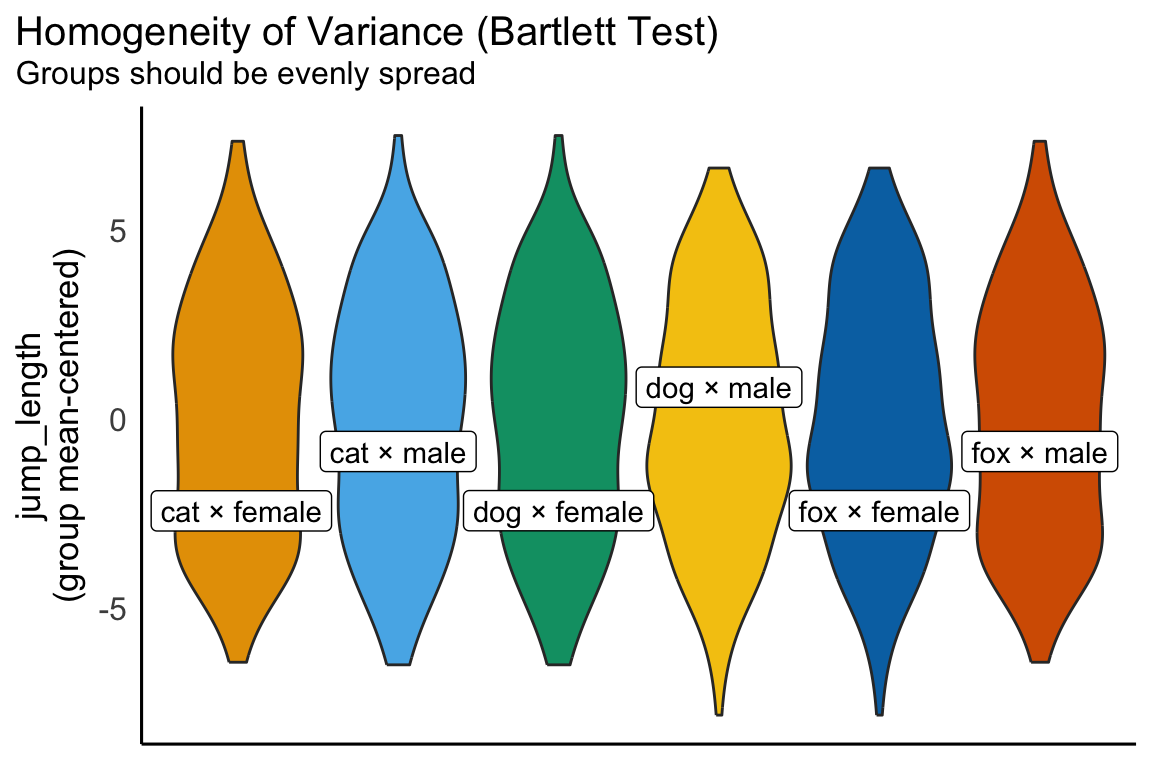 Homogeneity of Variance (Bartlett Test)
Groups should be evenly spread
jump_length
(group mean-centered)
5
0
-5
dog × male
cat × male
fox × male
cat × female
dog × female
fox × female